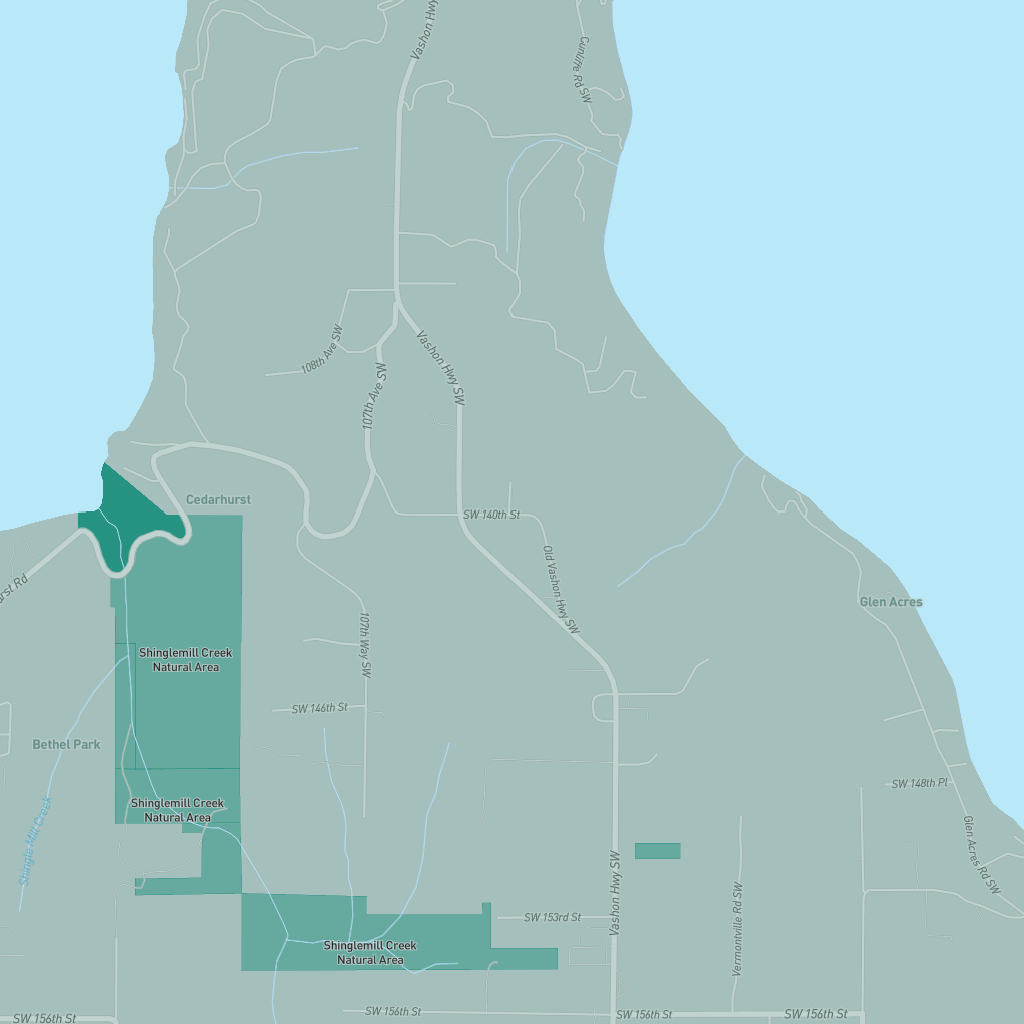 Vashon Hwy
Cunliffe Rd SW
108th Ave SW
Vashon Hwy SW
107th Ave SW
Cedarhurst
SW 140th St
Old Vashon Hwy SW
rst Rd
Glen Acres
107th Way SW
Shinglemill Creek
Natural Area
SW 146th St
Bethel Park
SW 148th Pl
Shinglemill Creek
Natural Area
Shingle Mill Creek
Glen Acres Rd SW
Vashon Hwy SW
Vermontville Rd SW
SW 153rd St
Shinglemill Creek
Natural Area
SW 156th St
SW 156th St
SW 156th St
SW 156th St